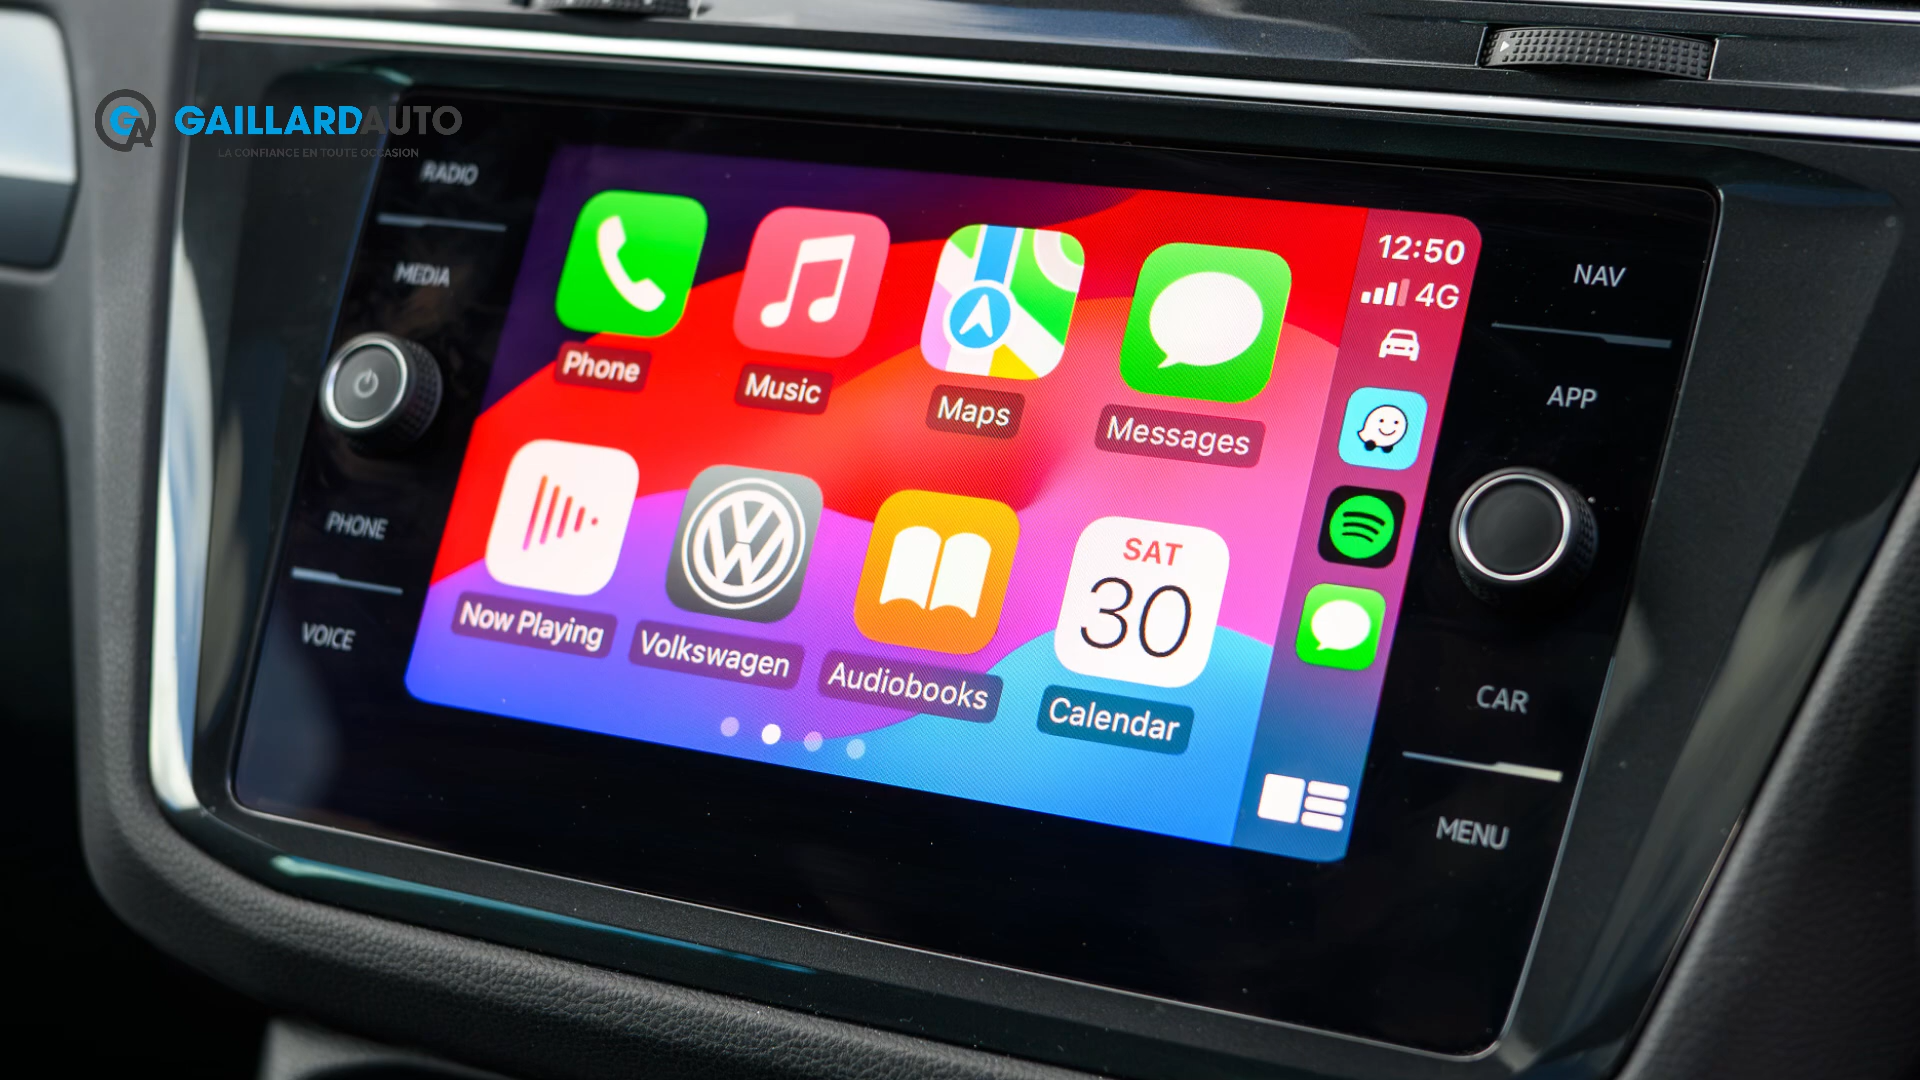 GAILLARDAUTO
LA CONFIANCE EN TOUTE OCCASION
RADIO
MEDIA
PHONE
VOICE
Phone
Music
Maps
Messages
Now Playing
Volkswagen
Audiobooks
SAT
30
Calendar
12:50
4G
NAV
APP
CAR
MENU